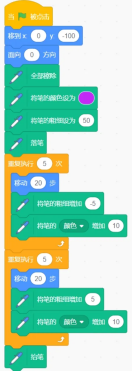 当 被点击
移到 x: 0 y: -100
面向 0 方向
全部擦除
将笔的颜色设为
将笔的粗细设为 50
落笔
重复执行 5 次
移动 20 步
将笔的粗细增加 -5
将笔的 颜色 增加 10
重复执行 5 次
移动 20 步
将笔的粗细增加 5
将笔的 颜色 增加 10
抬笔